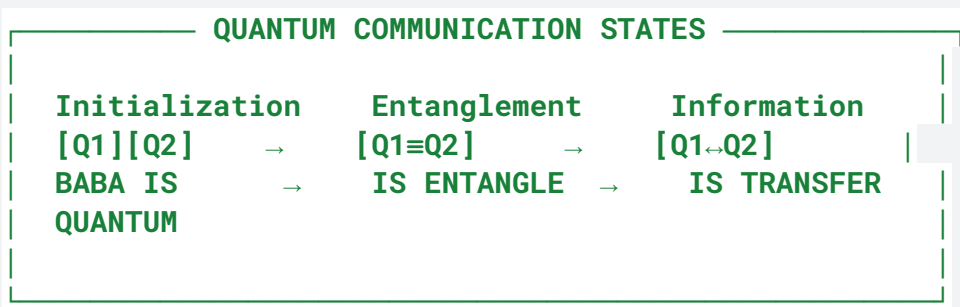 QUANTUM COMMUNICATION STATES
Initialization Entanglement Information
[Q1][Q2] → [Q1≡Q2] → [Q1↔Q2]
BABA IS → IS ENTANGLE → IS TRANSFER
QUANTUM